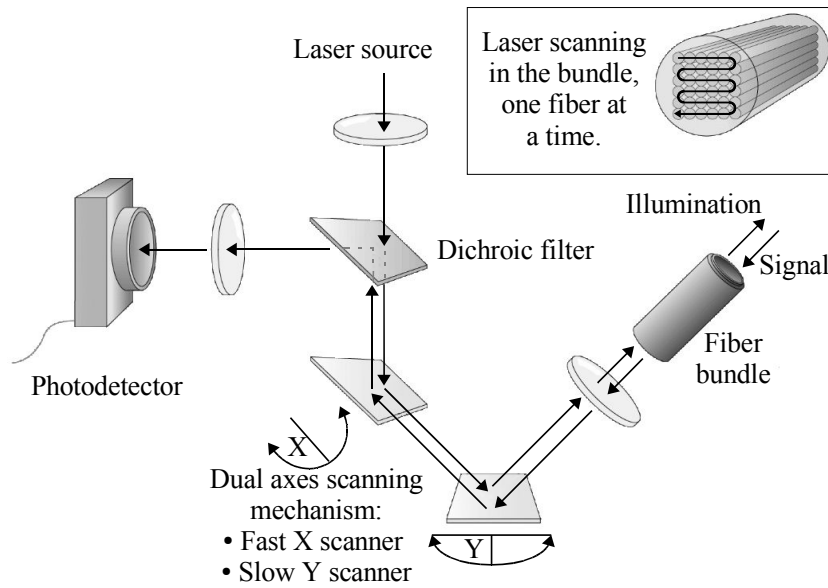 Laser source
Laser scanning
in the bundle,
one fiber at
a time.
Illumination
Signal
Dichroic filter
Fiber
bundle
Photodetector
X
Dual axes scanning
mechanism:
• Fast X scanner
• Slow Y scanner
Y